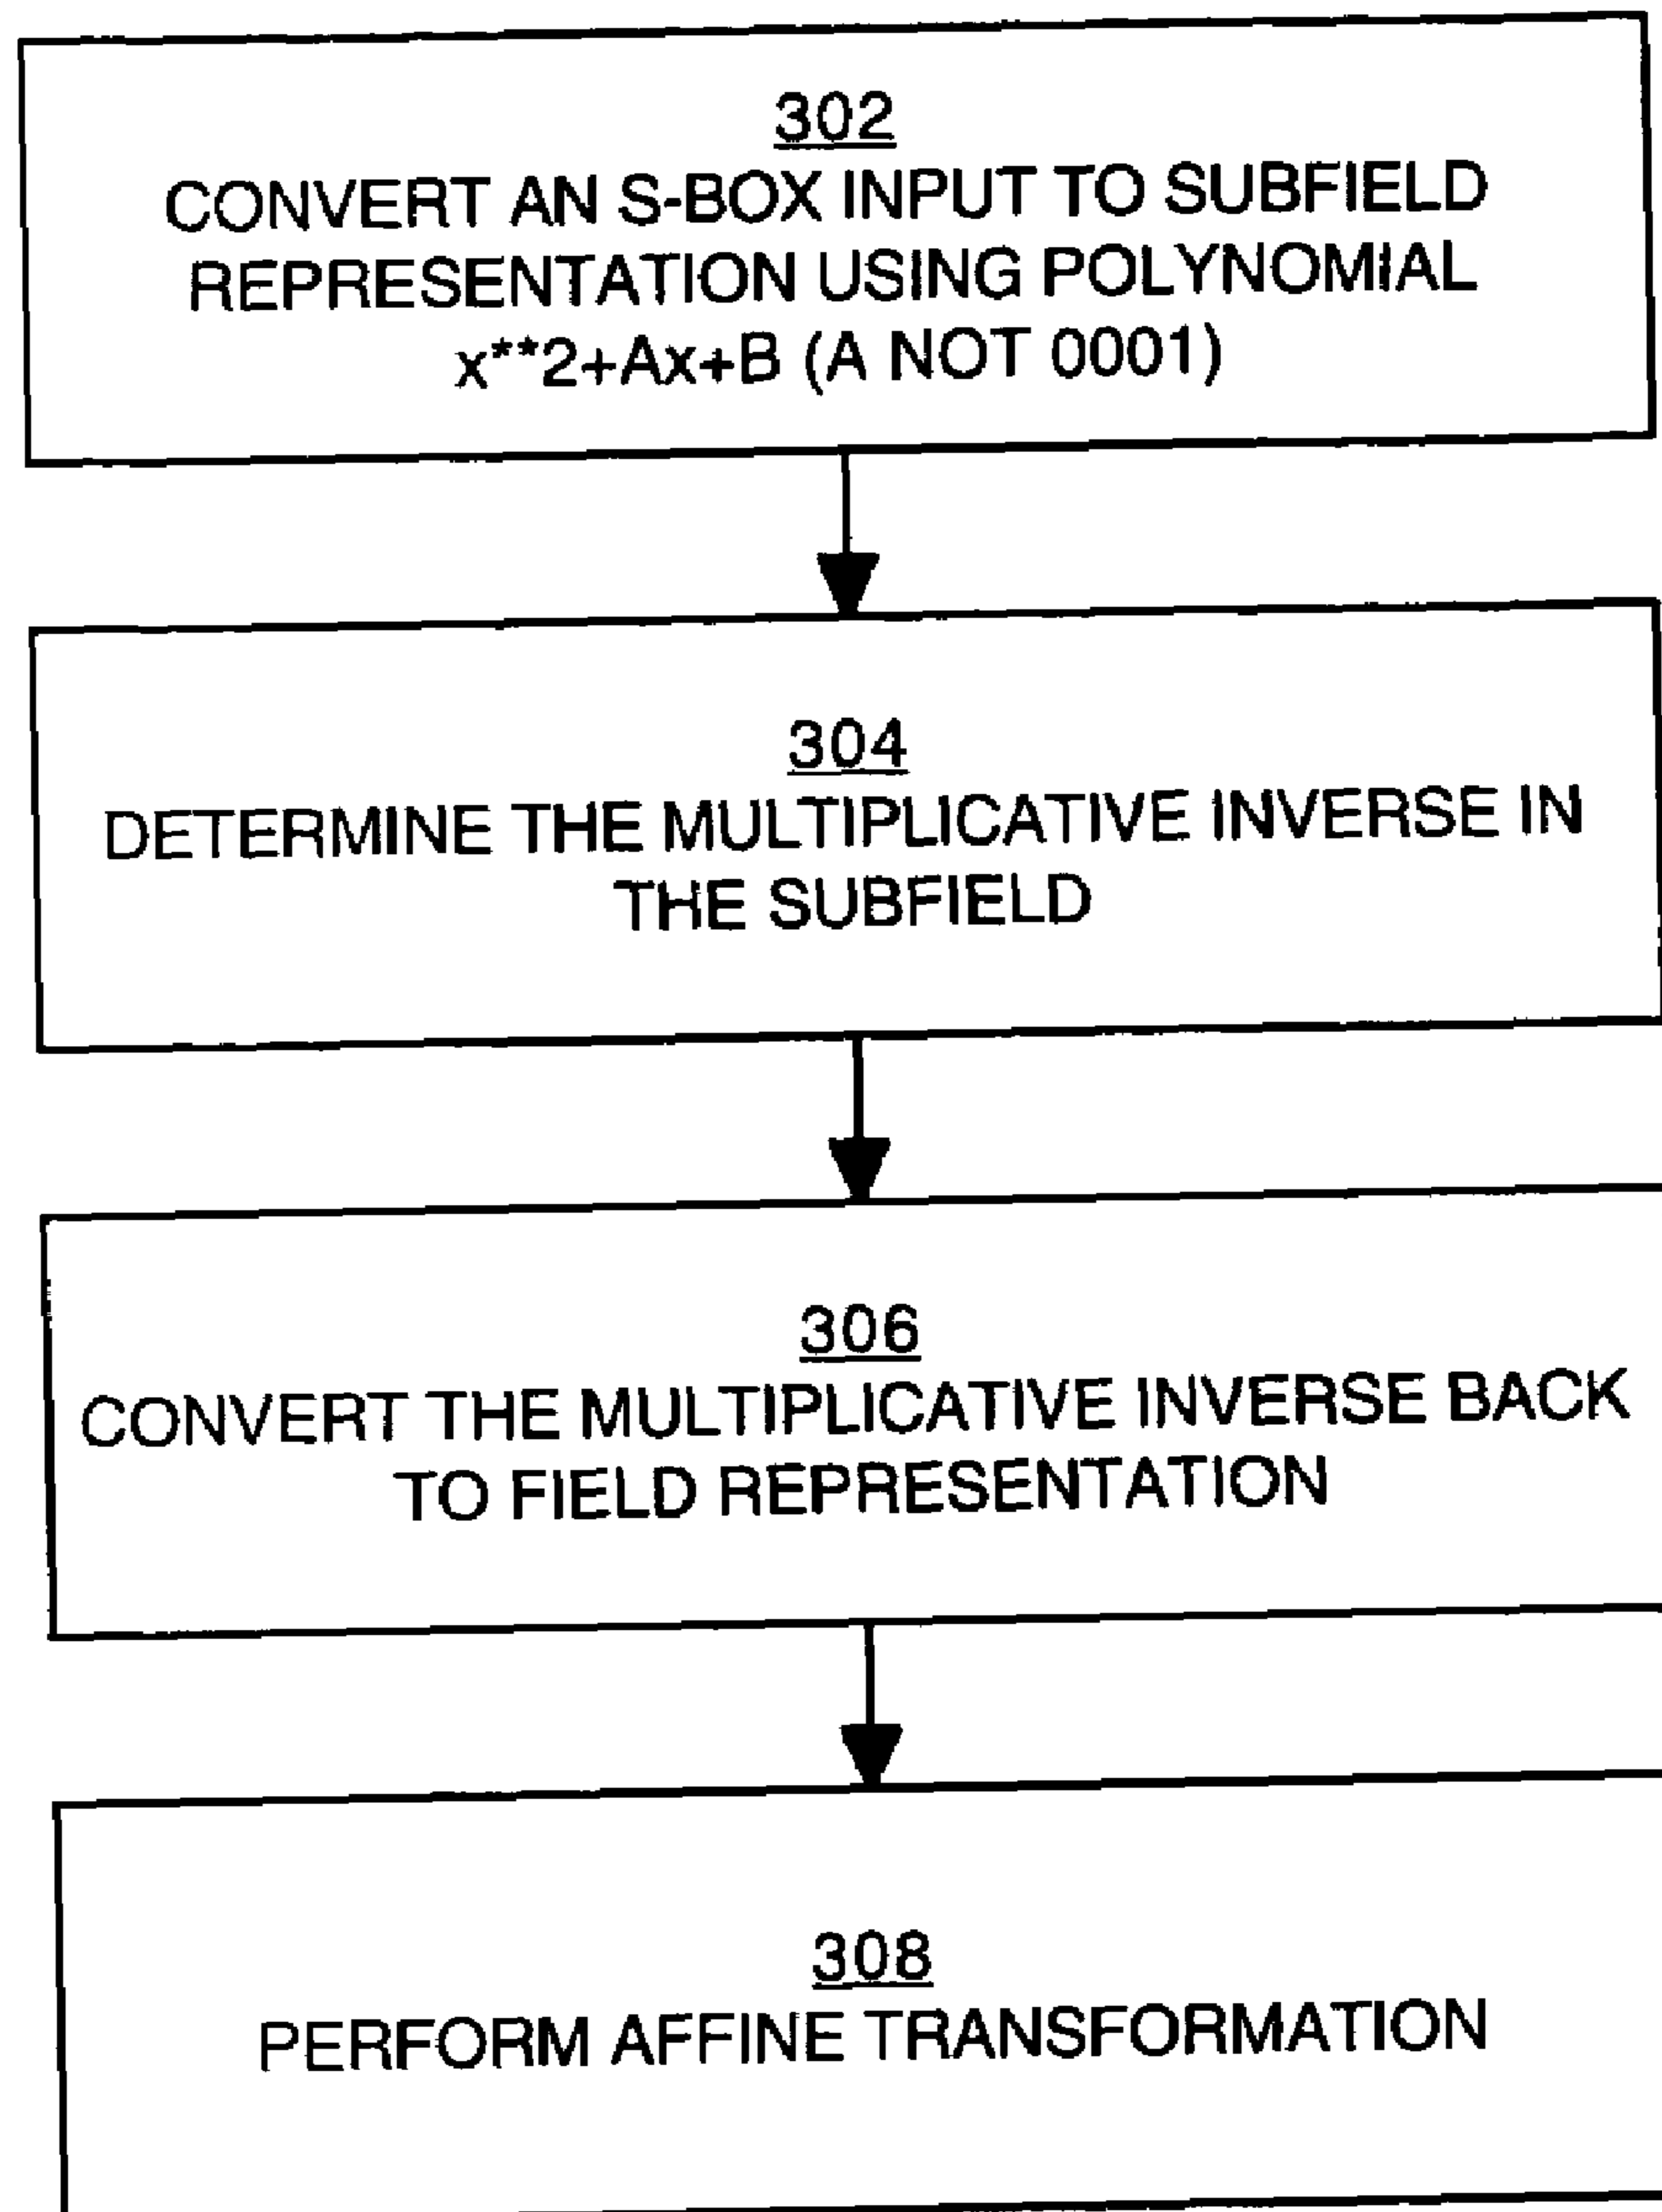 302
CONVERT AN S-BOX INPUT TO SUBFIELD
REPRESENTATION USING POLYNOMIAL
x**2+Ax+B (A NOT 0001)
304
DETERMINE THE MULTIPLICATIVE INVERSE IN
THE SUBFIELD
306
CONVERT THE MULTIPLICATIVE INVERSE BACK
TO FIELD REPRESENTATION
308
PERFORM AFFINE TRANSFORMATION